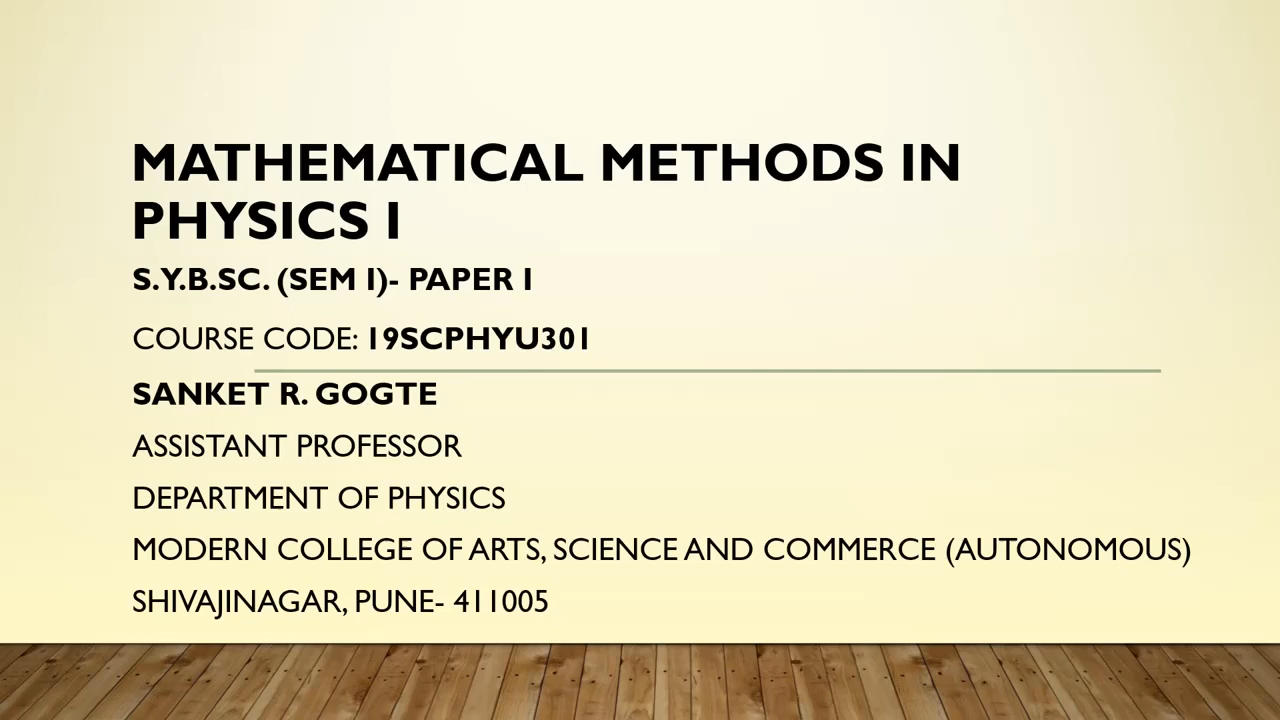 MATHEMATICAL METHODS IN
PHYSICS I
S.Y.B.SC. (SEM I)- PAPER I
COURSE CODE: 19SCPHYU301
SANKET R. GOGTE
ASSISTANT PROFESSOR
DEPARTMENT OF PHYSICS
MODERN COLLEGE OF ARTS, SCIENCE AND COMMERCE (AUTONOMOUS)
SHIVAJINAGAR, PUNE- 411005